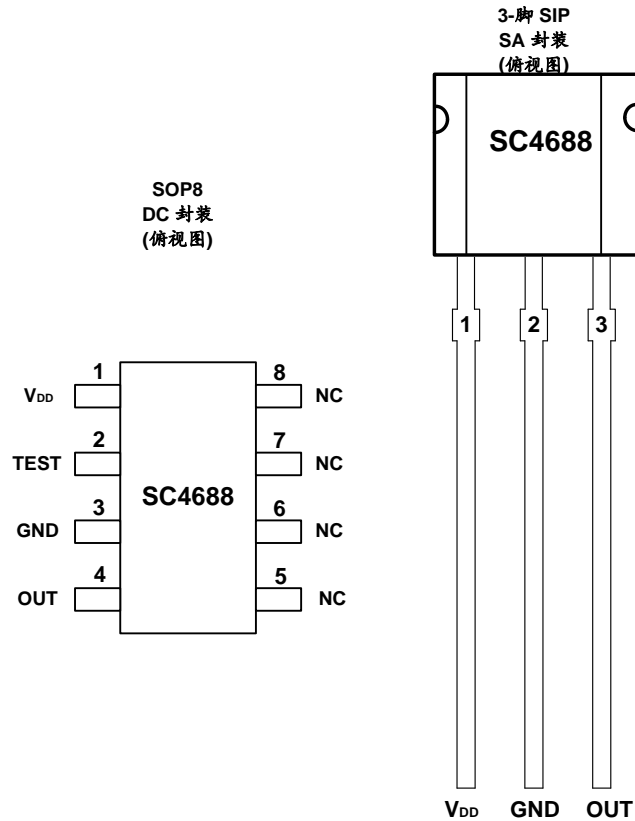 3-脚 SIP
SA 封装
(俯视图)
SC4688
1 2 3
VDD GND OUT
SOP8
DC 封装
(俯视图)
1 8
VDD NC
2 7
TEST NC
SC4688
3 6
GND NC
4 5
OUT NC